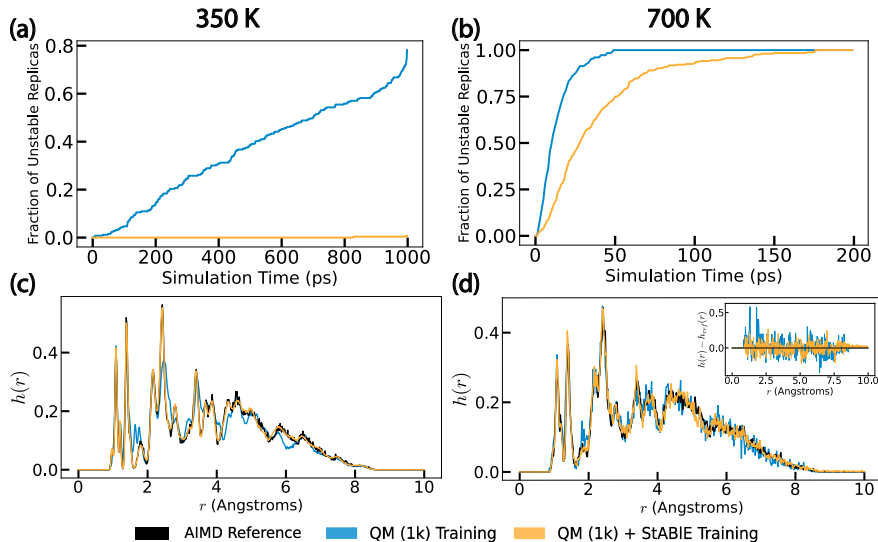 350 K
700 K
(a)
(b)
Fraction of Unstable Replicas
0.8
0.6
0.4
0.2
0.0
0
200
400
600
800
1000
Simulation Time (ps)
Fraction of Unstable Replicas
1.00
0.75
0.50
0.25
0.00
0
50
100
150
200
Simulation Time (ps)
(c)
(d)
h(r)
0.4
0.2
0.0
0
2
4
6
8
10
r (Angstroms)
h(r)
0.4
0.2
0.0
0
2
4
6
8
10
r (Angstroms)
h(r) − h_ref(r)
0.5
0.0
0.0
2.5
5.0
7.5
10.0
r (Angstroms)
AIMD Reference
QM (1k) Training
QM (1k) + StABlE Training